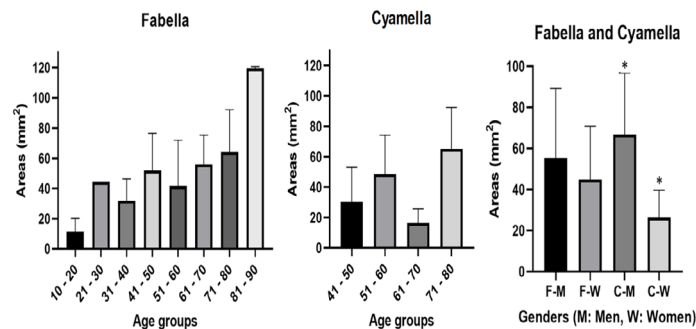 Fabella
Areas (mm²)
120
100
80
60
40
20
0
10 - 20
21 - 30
31 - 40
41 - 50
51 - 60
61 - 70
71 - 80
81 - 90
Age groups
Cyamella
Areas (mm²)
120
100
80
60
40
20
0
41 - 50
51 - 60
61 - 70
71 - 80
Age groups
Fabella and Cyamella
Areas (mm²)
100
80
60
40
20
0
*
*
F-M
F-W
C-M
C-W
Genders (M: Men, W: Women)